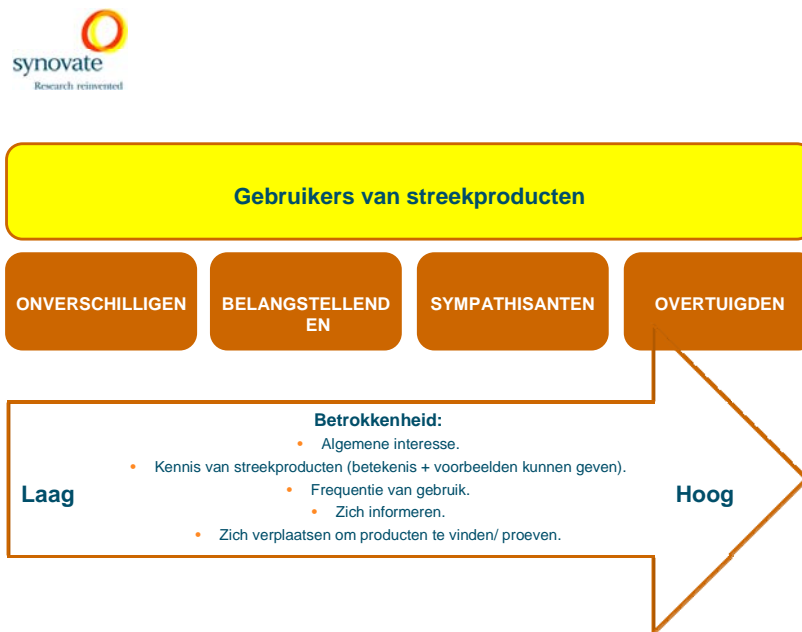 synovate
Research reinvented
Gebruikers van streekproducten
ONVERSCHILLIGEN
BELANGSTELLEND
EN
SYMPATHISANTEN
OVERTUIGDEN
Betrokkenheid:
• Algemene interesse.
• Kennis van streekproducten (betekenis + voorbeelden kunnen geven).
Laag
• Frequentie van gebruik.
Hoog
• Zich informeren.
• Zich verplaatsen om producten te vinden/ proeven.